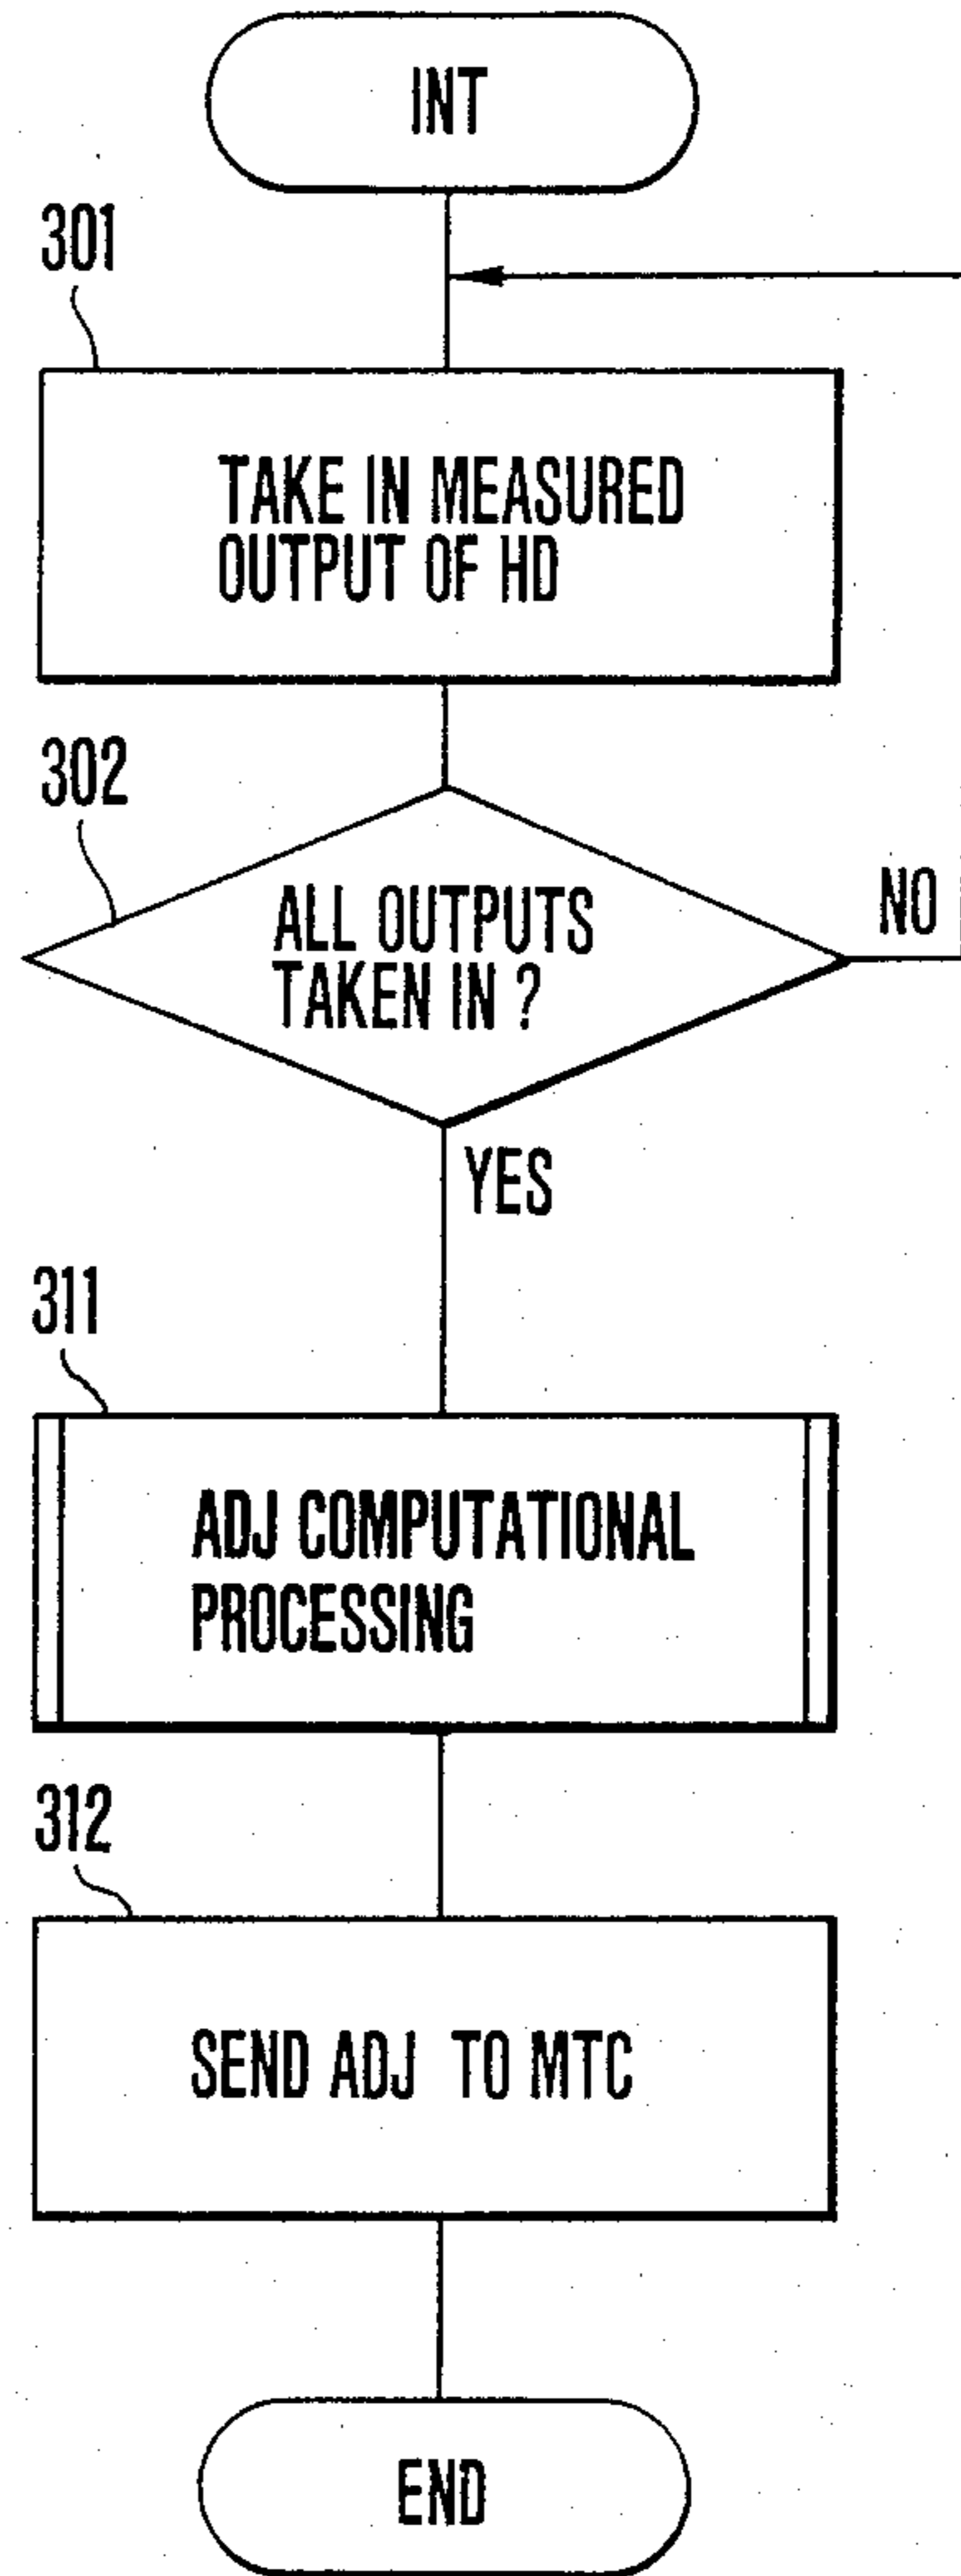 INT
301
TAKE IN MEASURED
OUTPUT OF HD
302
ALL OUTPUTS
TAKEN IN ?
NO
YES
311
ADJ COMPUTATIONAL
PROCESSING
312
SEND ADJ TO MTC
END